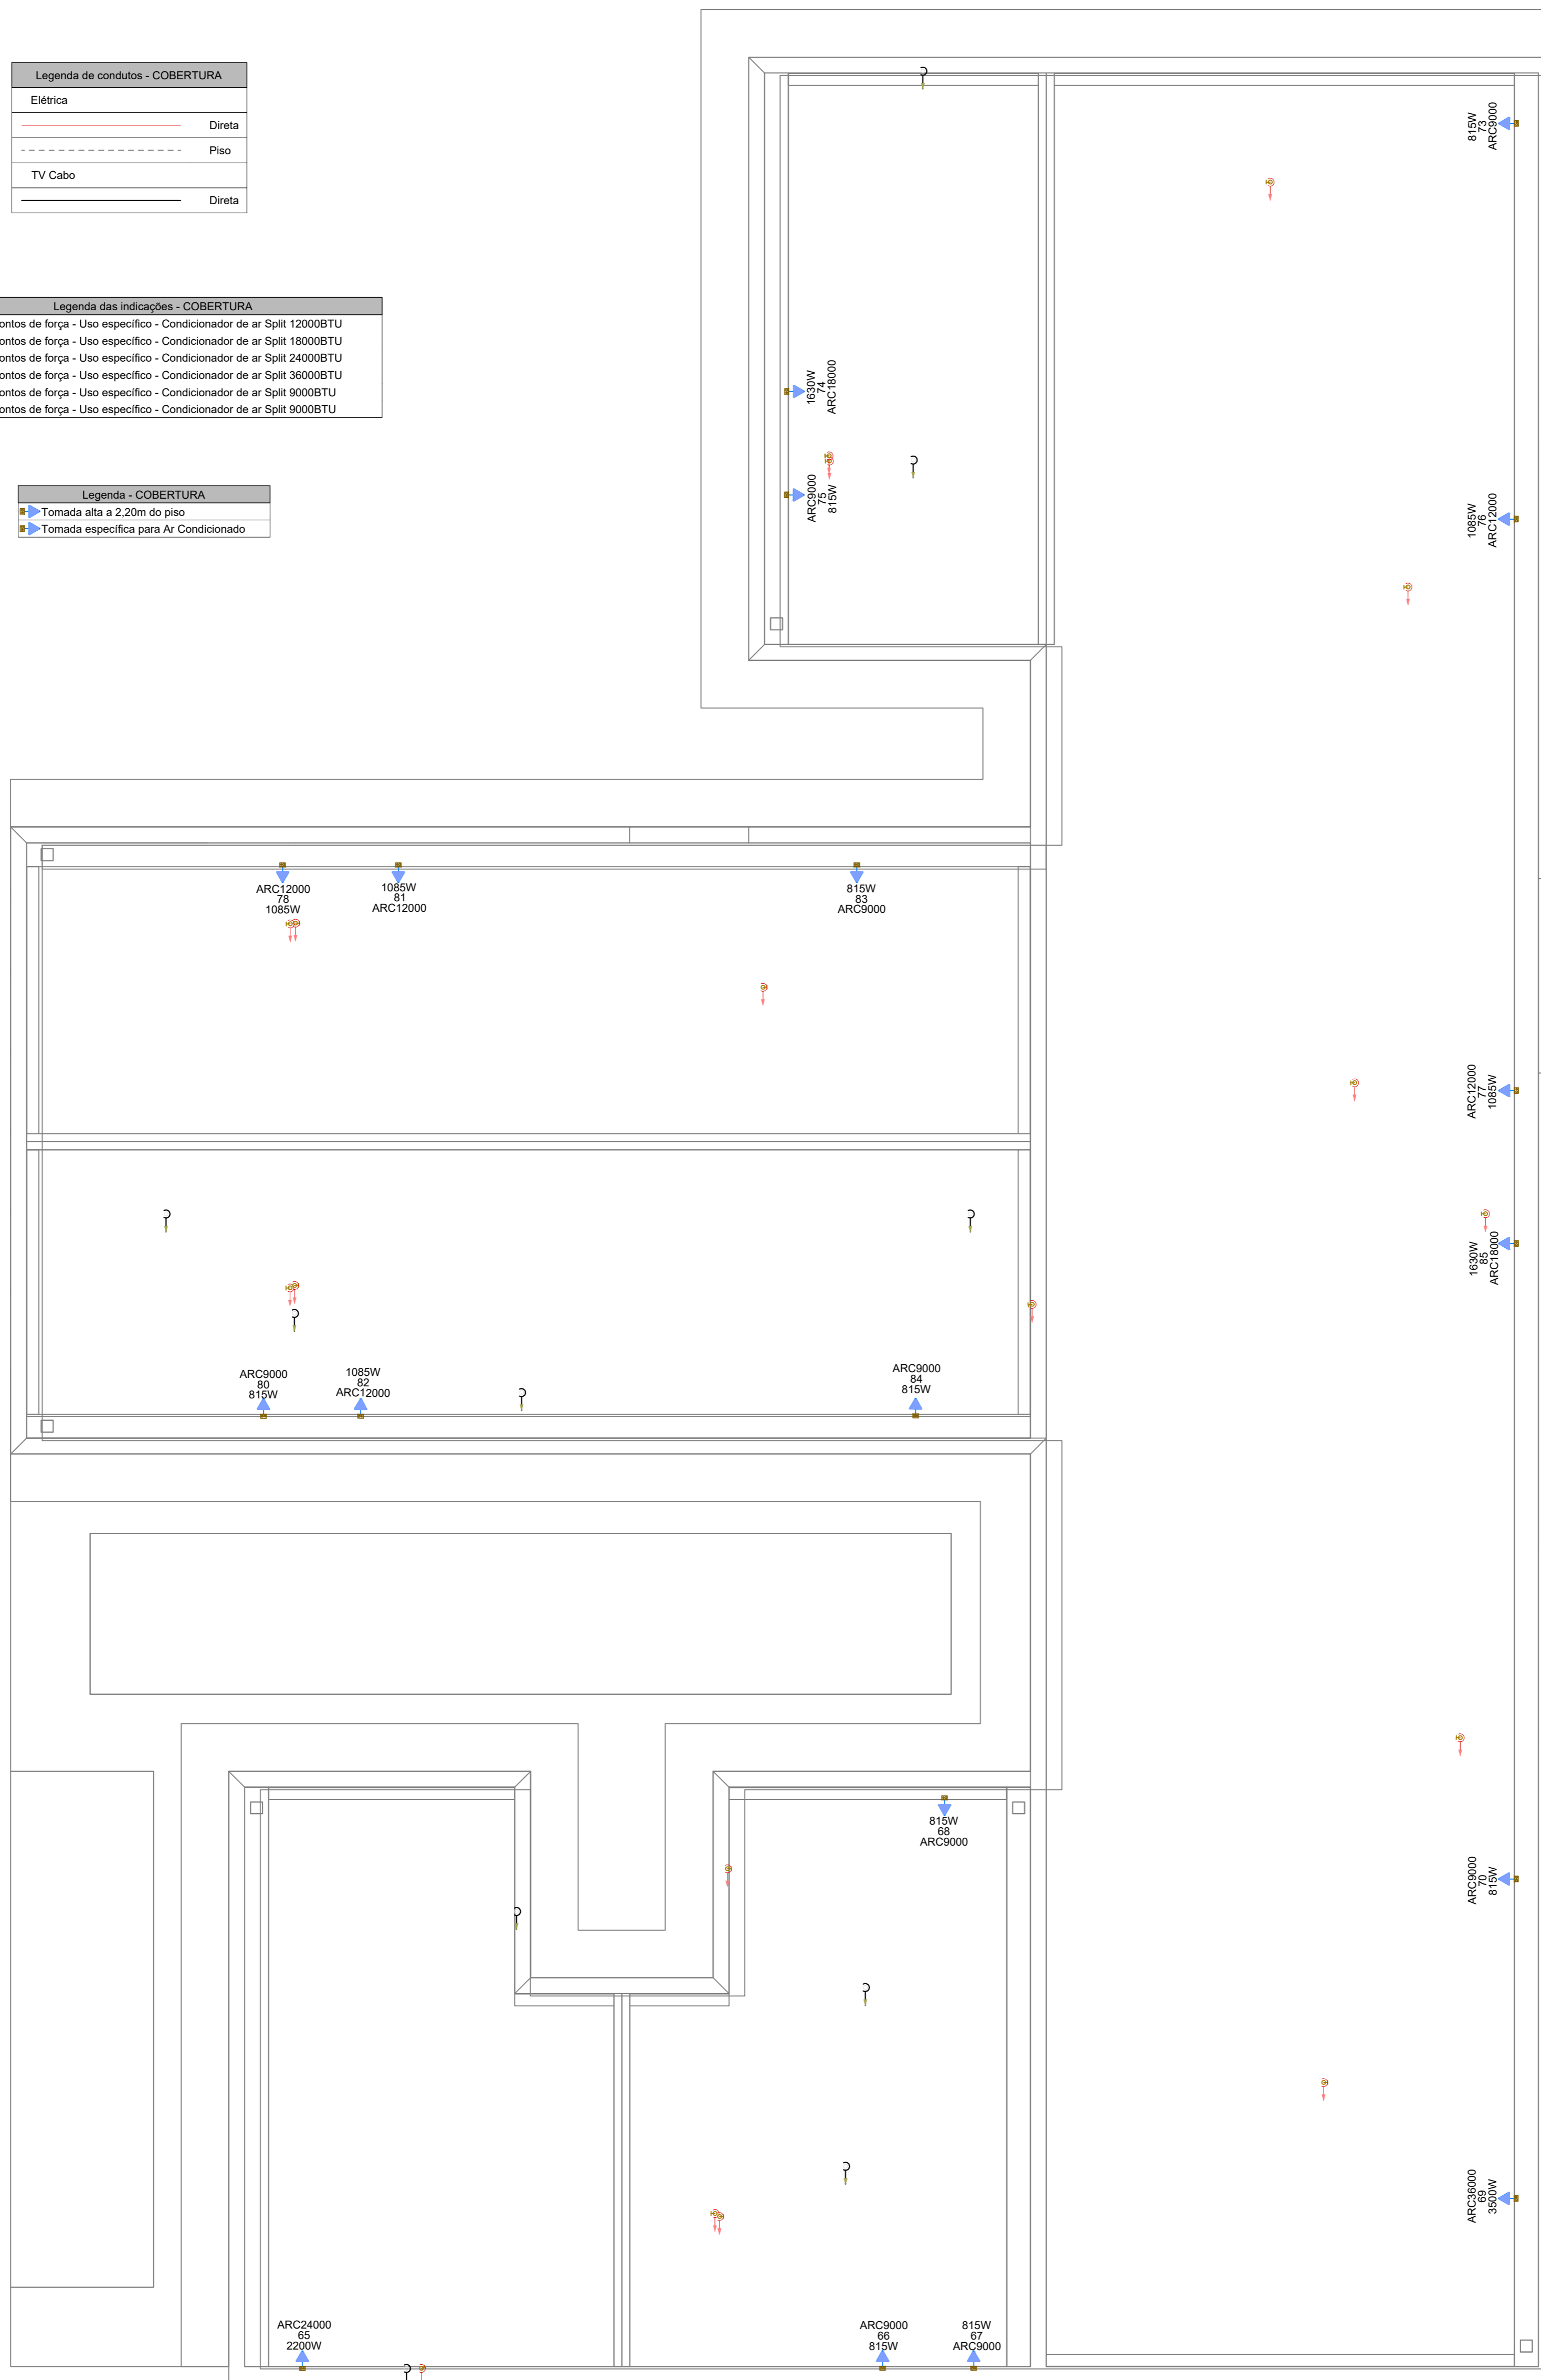 Legenda de condutos - COBERTURA
Elétrica
Direta
Piso
TV Cabo
Direta
Legenda das indicações - COBERTURA
ontos de força - Uso específico - Condicionador de ar Split 12000BTU
ontos de força - Uso específico - Condicionador de ar Split 18000BTU
ontos de força - Uso específico - Condicionador de ar Split 24000BTU
ontos de força - Uso específico - Condicionador de ar Split 36000BTU
ontos de força - Uso específico - Condicionador de ar Split 9000BTU
ontos de força - Uso específico - Condicionador de ar Split 9000BTU
Legenda - COBERTURA
Tomada alta a 2,20m do piso
Tomada específica para Ar Condicionado
815W
73
ARC9000
1630W
74
ARC18000
ARC9000
75
815W
1085W
76
ARC12000
ARC12000
78
1085W
1085W
81
ARC12000
815W
83
ARC9000
ARC12000
77
1085W
1630W
85
ARC18000
ARC9000
80
815W
1085W
82
ARC12000
ARC9000
84
815W
815W
68
ARC9000
ARC9000
70
815W
ARC36000
69
3500W
ARC24000
65
2200W
ARC9000
66
815W
815W
67
ARC9000